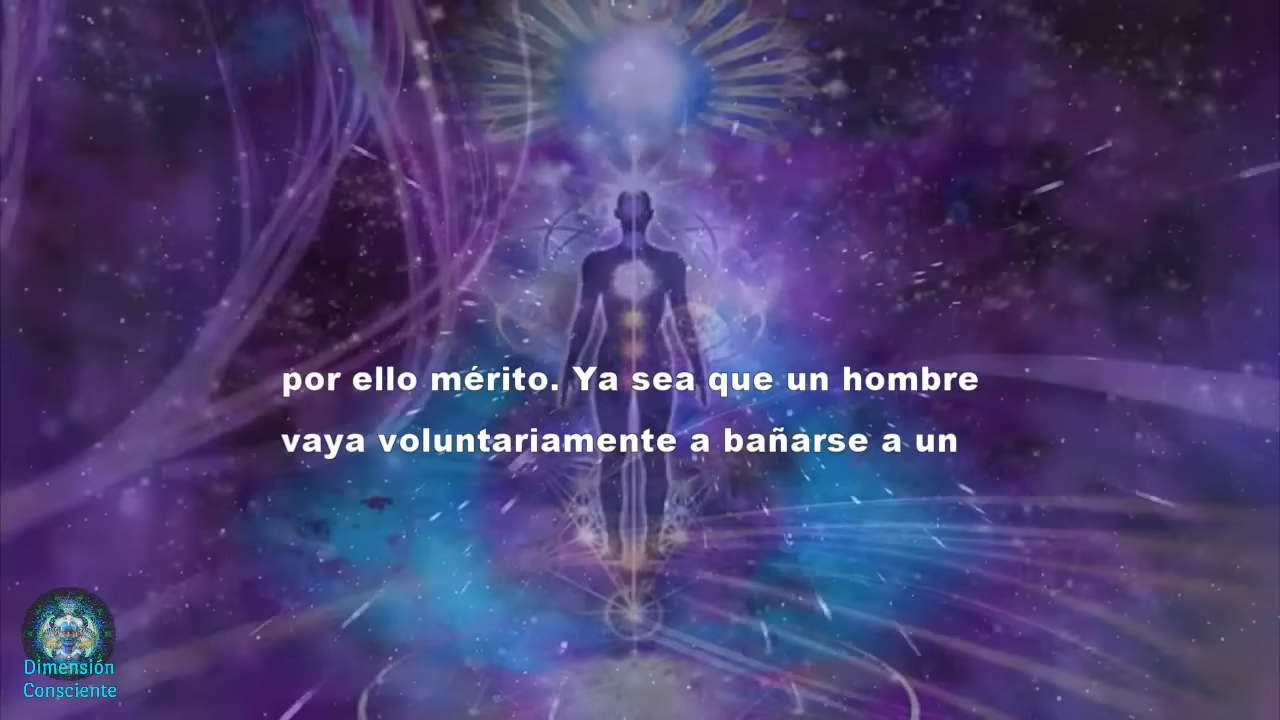 por ello mérito. Ya sea que un hombre
vaya voluntariamente a bañarse a un
Dimensión
Consciente